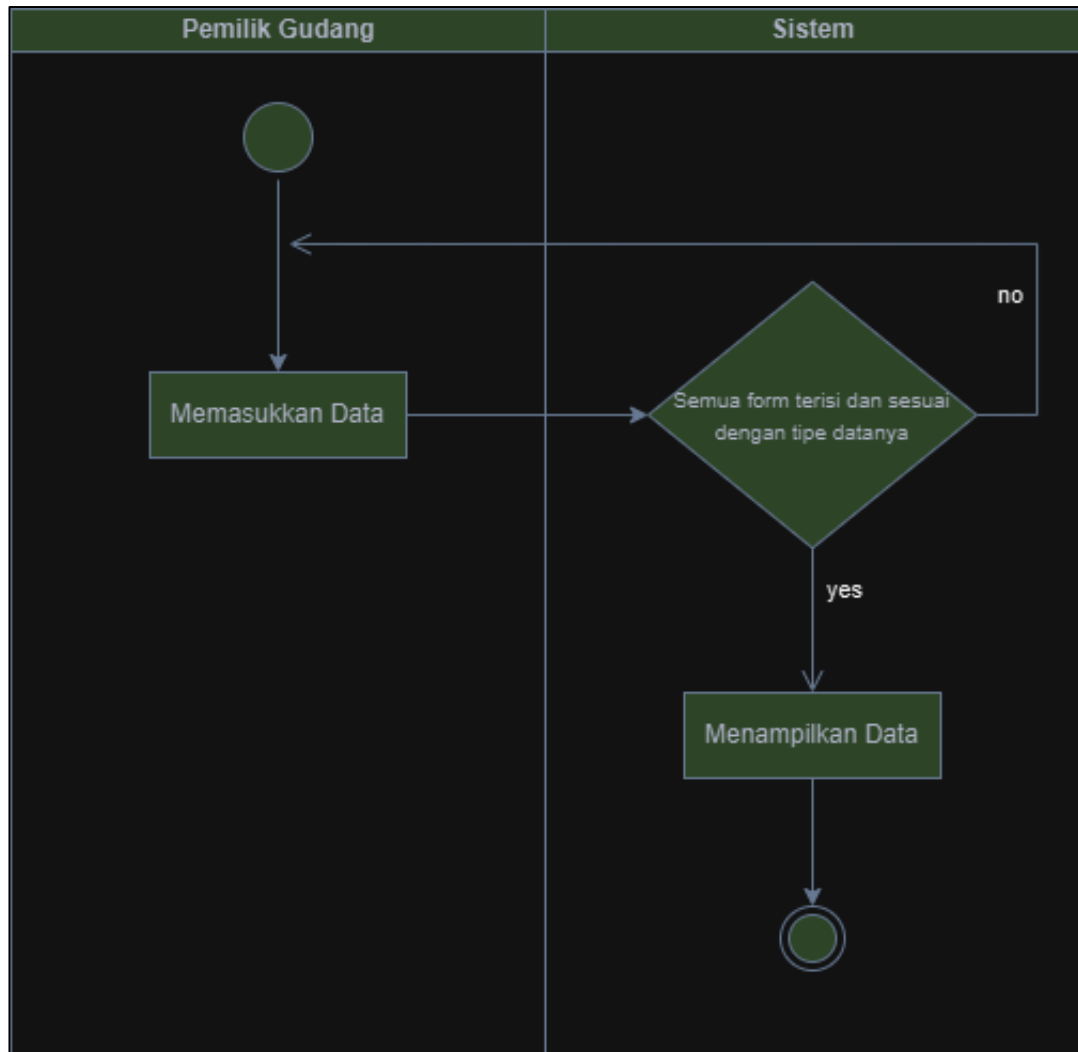 Pemilik Gudang
Sistem
no
Memasukkan Data
Semua form terisi dan sesuai
dengan tipe datanya
yes
Menampilkan Data